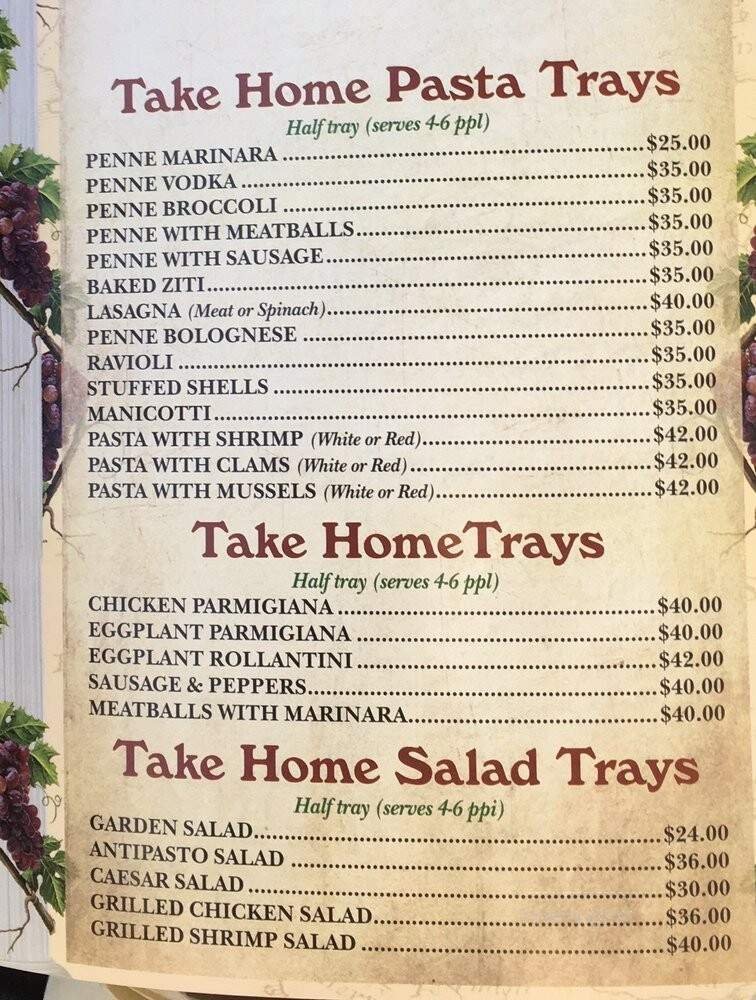 Take Home Pasta Trays
Half tray (serves 4-6 ppl)
PENNE MARINARA ........ $25.00
PENNE VODKA ........ $35.00
PENNE BROCCOLI ........ $35.00
PENNE WITH MEATBALLS ........ $35.00
PENNE WITH SAUSAGE ........ $35.00
BAKED ZITI ........ $35.00
LASAGNA (Meat or Spinach) ........ $40.00
PENNE BOLOGNESE ........ $35.00
RAVIOLI ........ $35.00
STUFFED SHELLS ........ $35.00
MANICOTTI ........ $35.00
PASTA WITH SHRIMP (White or Red) ........ $42.00
PASTA WITH CLAMS (White or Red) ........ $42.00
PASTA WITH MUSSELS (White or Red) ........ $42.00
Take HomeTrays
Half tray (serves 4-6 ppl)
CHICKEN PARMIGIANA ........ $40.00
EGGPLANT PARMIGIANA ........ $40.00
EGGPLANT ROLLANTINI ........ $42.00
SAUSAGE & PEPPERS ........ $40.00
MEATBALLS WITH MARINARA ........ $40.00
Take Home Salad Trays
Half tray (serves 4-6 ppi)
GARDEN SALAD ........ $24.00
ANTIPASTO SALAD ........ $36.00
CAESAR SALAD ........ $30.00
GRILLED CHICKEN SALAD ........ $36.00
GRILLED SHRIMP SALAD ........ $40.00